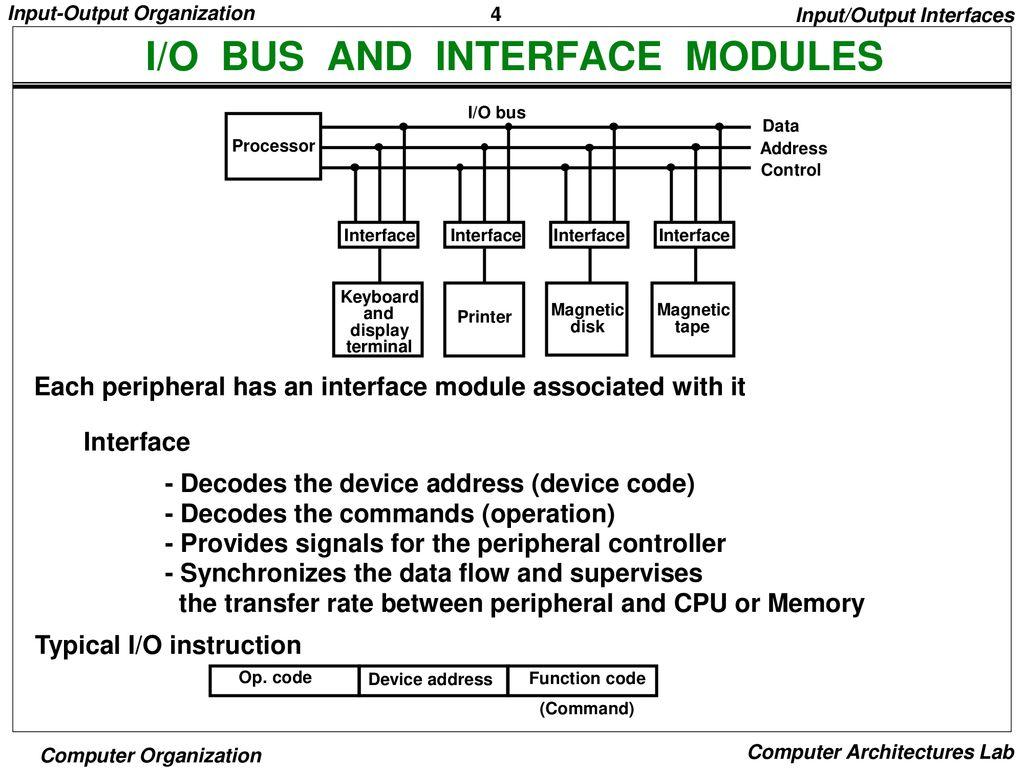 Input-Output Organization
4
Input/Output Interfaces
I/O BUS AND INTERFACE MODULES
I/O bus
Data
Processor
Address
Control
Interface
Interface
Interface
Interface
Keyboard
and
display
terminal
Printer
Magnetic
disk
Magnetic
tape
Each peripheral has an interface module associated with it
Interface
- Decodes the device address (device code)
- Decodes the commands (operation)
- Provides signals for the peripheral controller
- Synchronizes the data flow and supervises
the transfer rate between peripheral and CPU or Memory
Typical I/O instruction
Op. code
Device address
Function code
(Command)
Computer Organization
Computer Architectures Lab